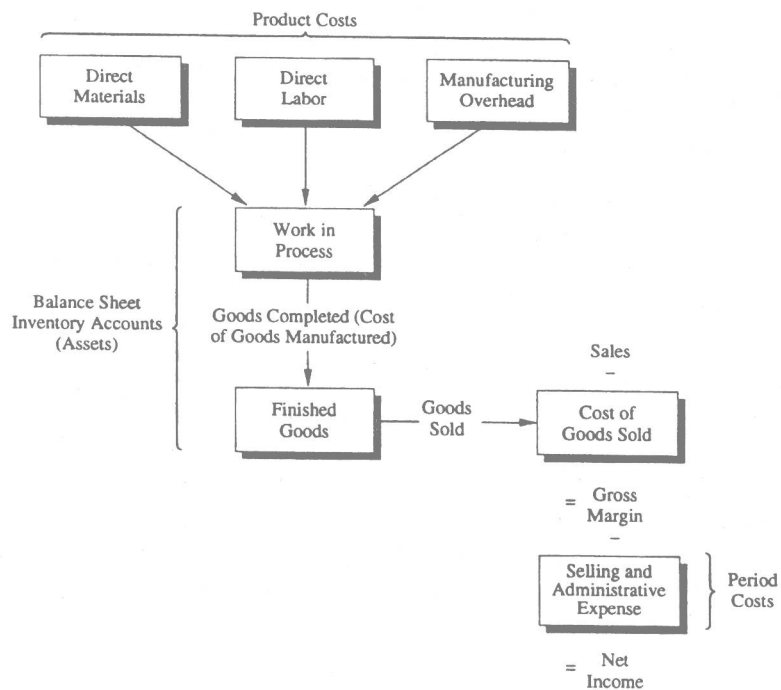 Product Costs
Direct
Materials
Direct
Labor
Manufacturing
Overhead
Work in
Process
Balance Sheet
Inventory Accounts
(Assets)
Goods Completed (Cost
of Goods Manufactured)
Finished
Goods
Goods
Sold
Sales
–
Cost of
Goods Sold
= Gross
Margin
–
Selling and
Administrative
Expense
Period
Costs
= Net
Income